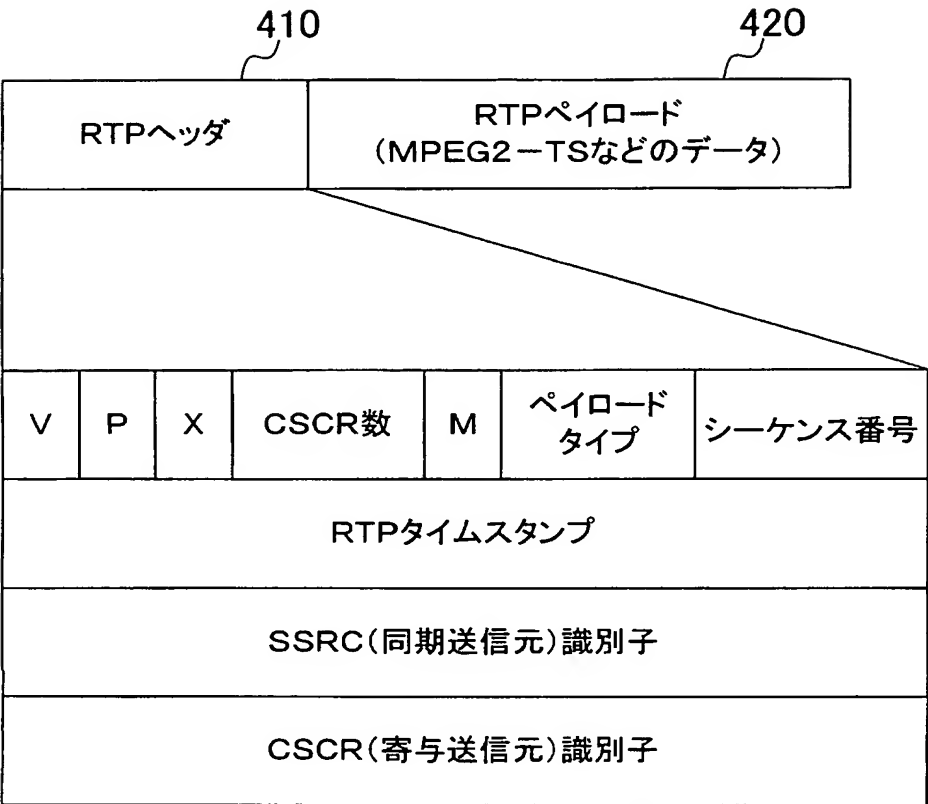 410
420
RTPヘッダ
RTPペイロード
(MPEG2－TSなどのデータ)
V P X CSCR数 M ペイロード
タイプ シーケンス番号
RTPタイムスタンプ
SSRC(同期送信元)識別子
CSCR(寄与送信元)識別子